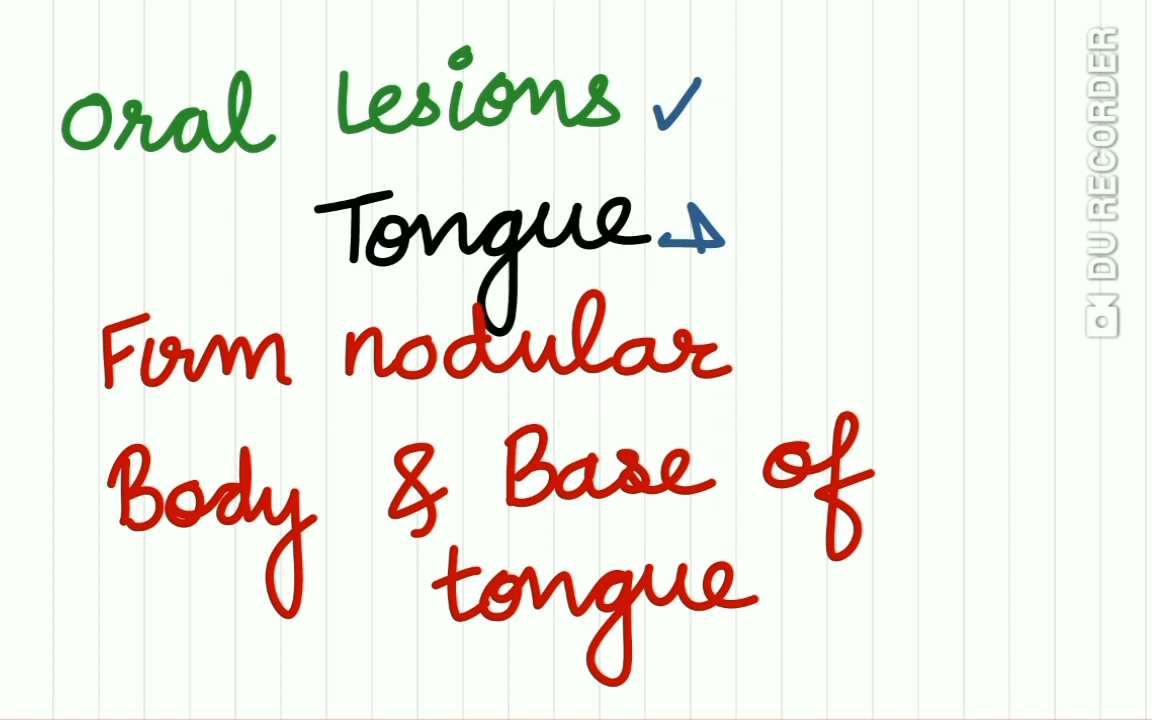 Oral Lesions ✓
Tongue
Firm nodular
Body & Base of
tongue
DU RECORDER